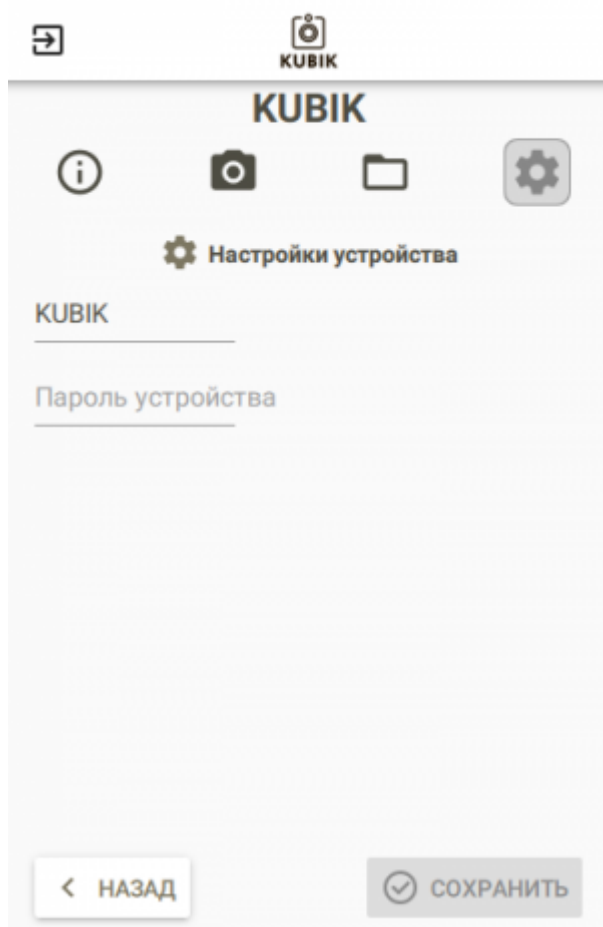 KUBIK
KUBIK
Настройки устройства
KUBIK
Пароль устройства
НАЗАД
СОХРАНИТЬ